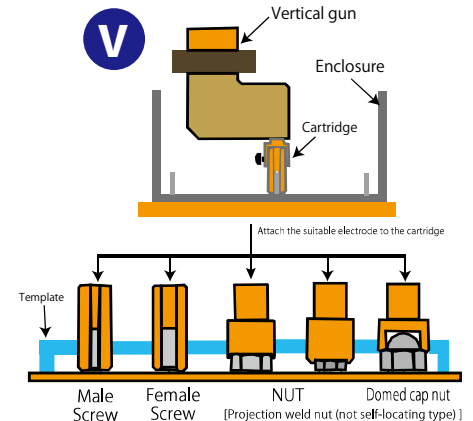 V
Vertical gun
Enclosure
Cartridge
Attach the suitable electrode to the cartridge
Template
Male
Screw
Female
Screw
NUT
Domed cap nut
[Projection weld nut (not self-locating type) ]